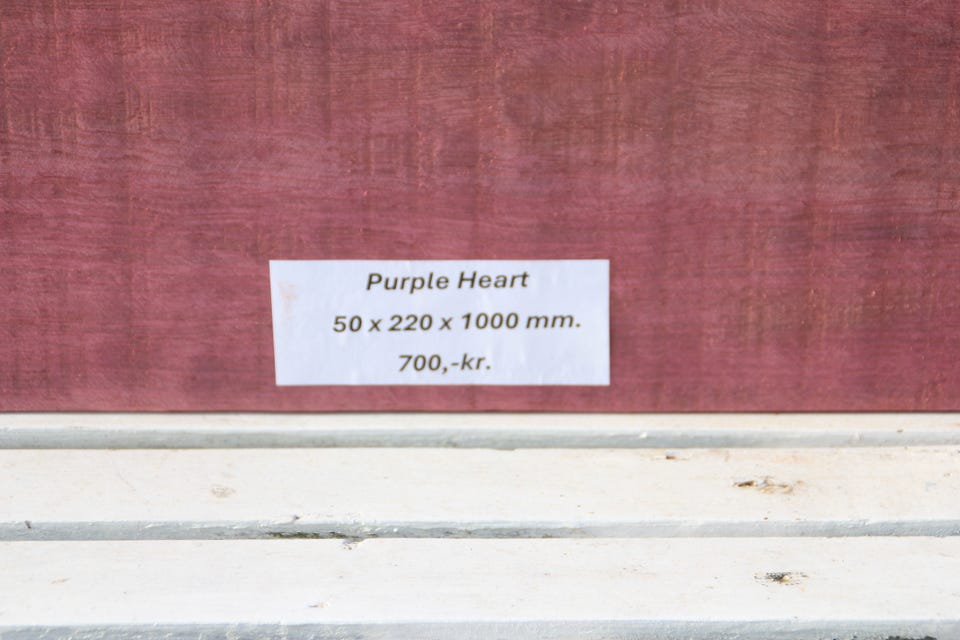 Purple Heart
50 x 220 x 1000 mm.
700,-kr.